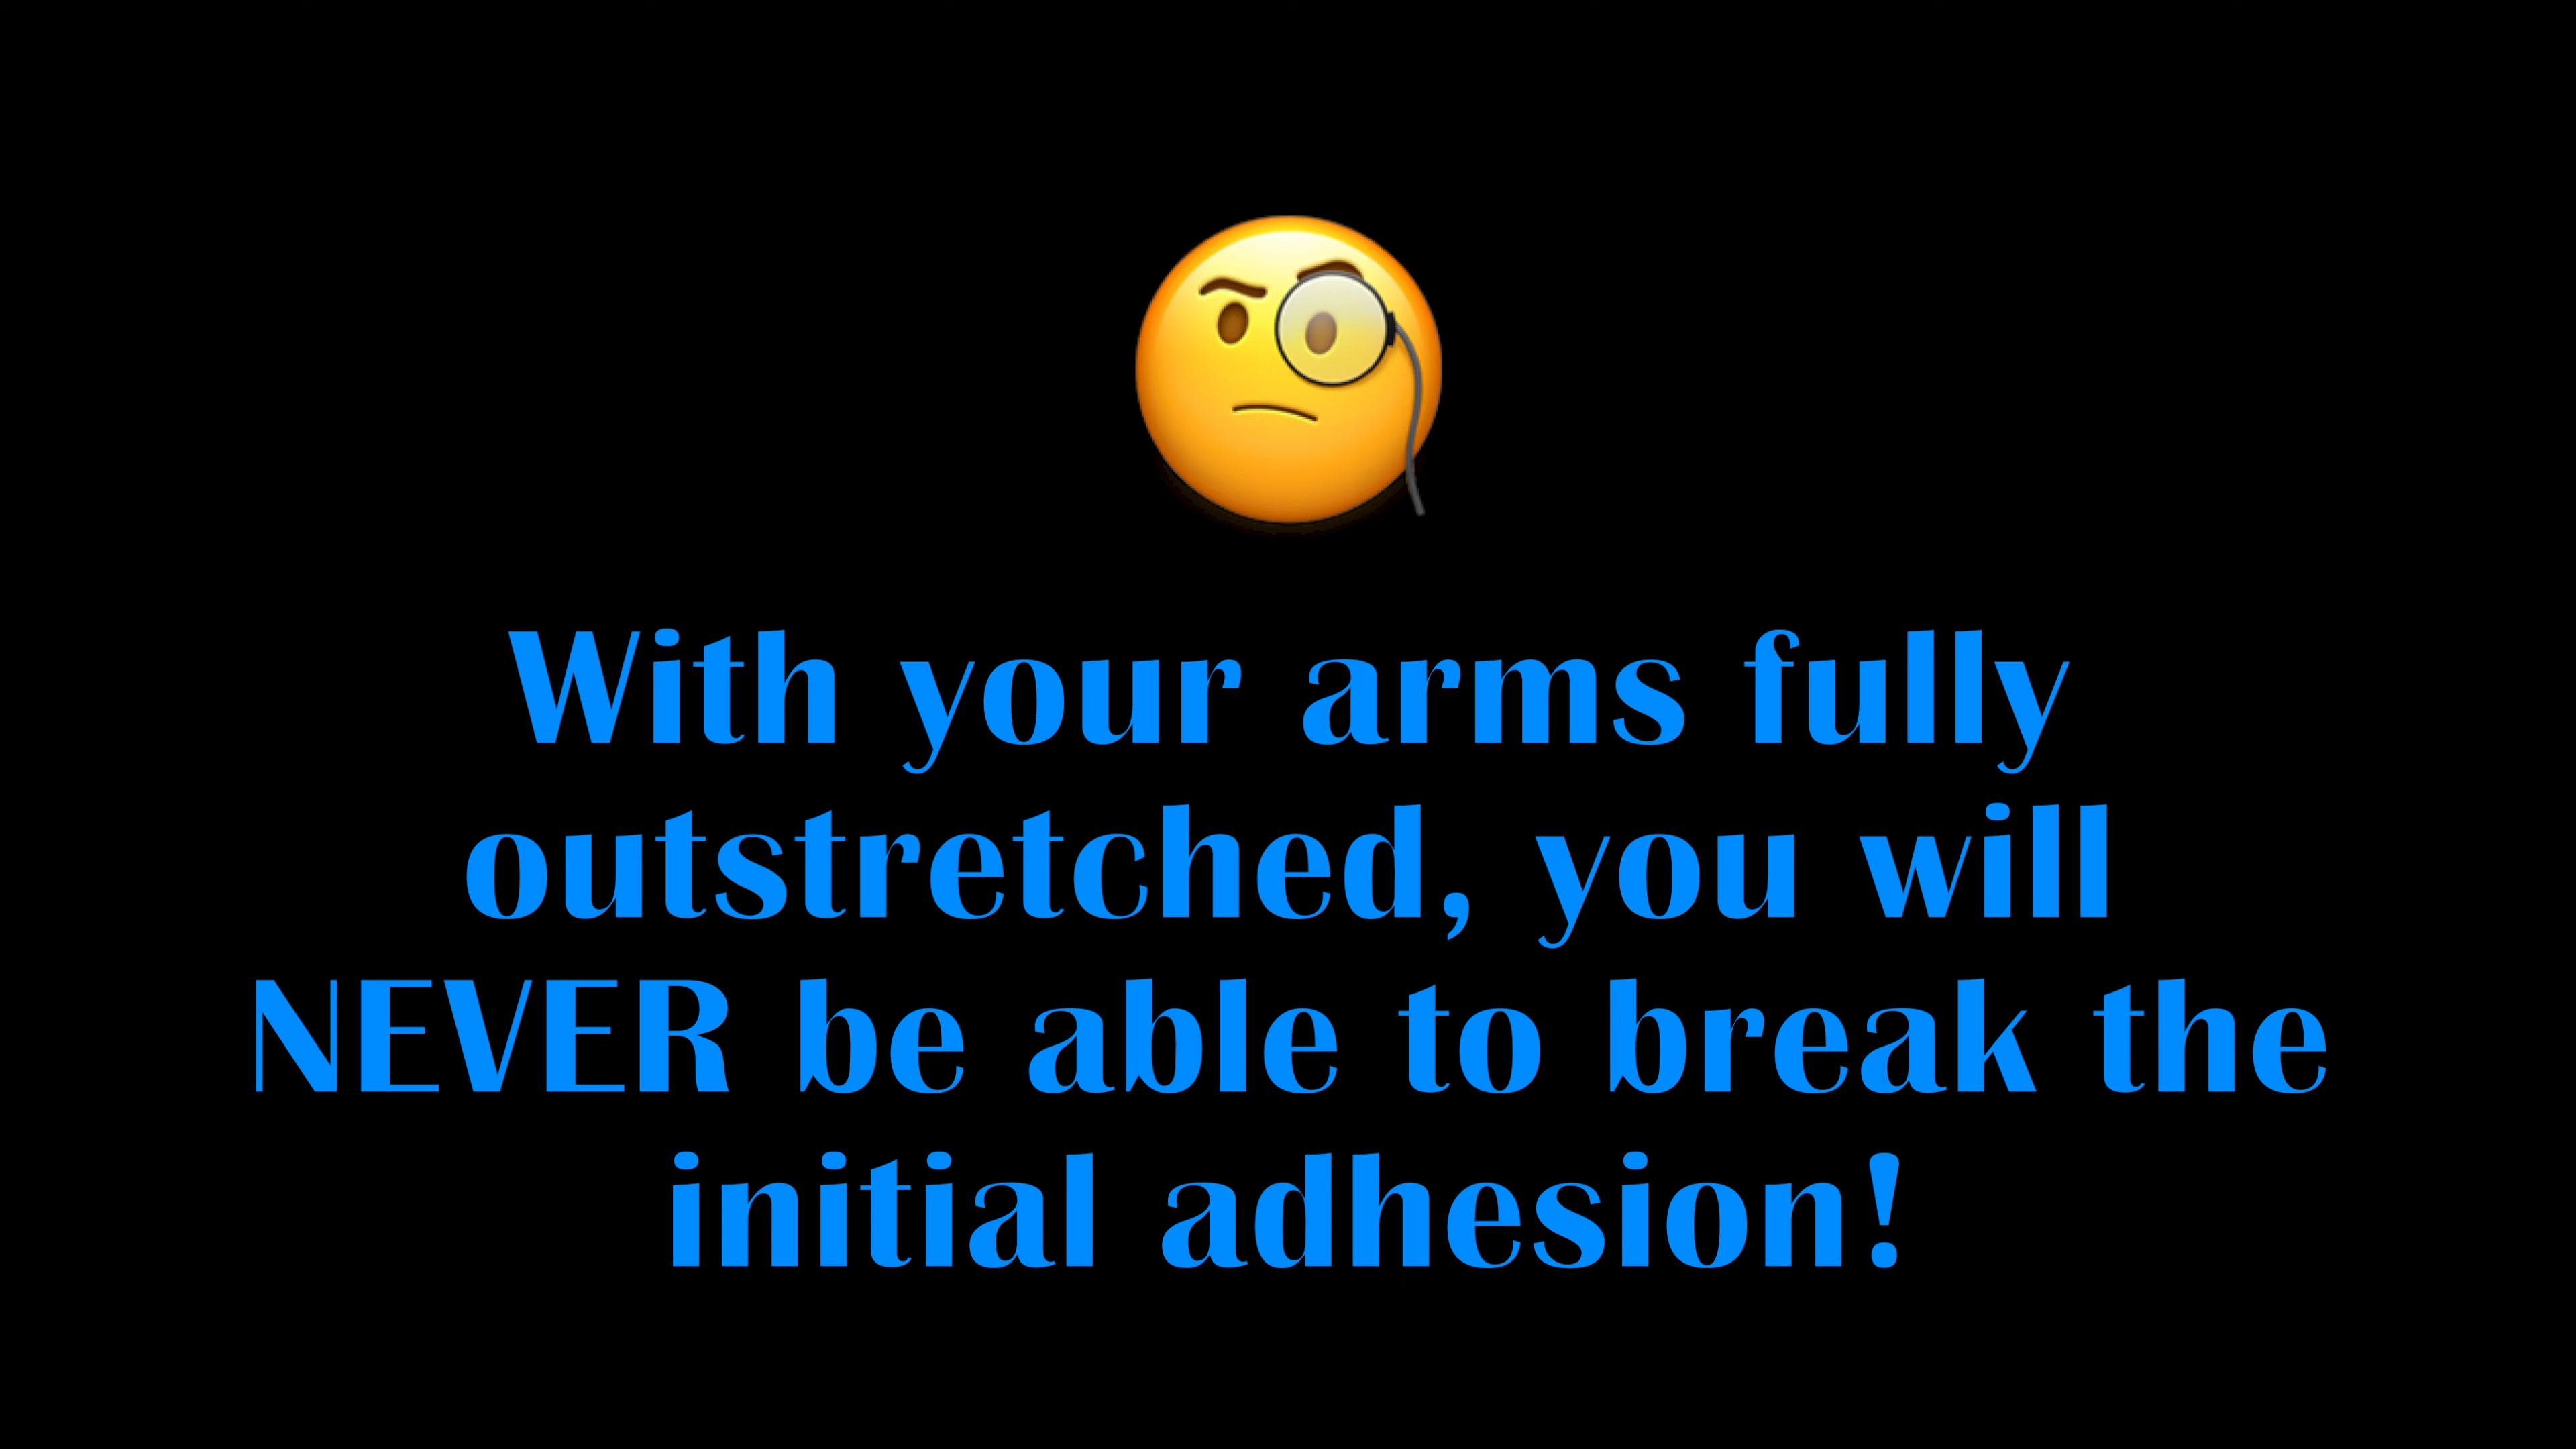 With your arms fully
outstretched, you will
NEVER be able to break the
initial adhesion!